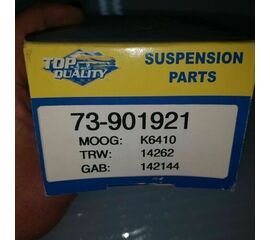 TOP QUALITY
SUSPENSION
PARTS
73-901921
MOOG: K6410
TRW: 14262
GAB: 142144